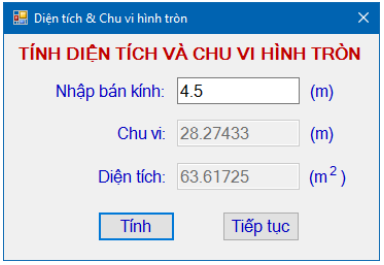 Diện tích & Chu vi hình tròn
TÍNH DIỆN TÍCH VÀ CHU VI HÌNH TRÒN
Nhập bán kính: 4.5 (m)
Chu vi: 28.27433 (m)
Diện tích: 63.61725 (m²)
Tính Tiếp tục